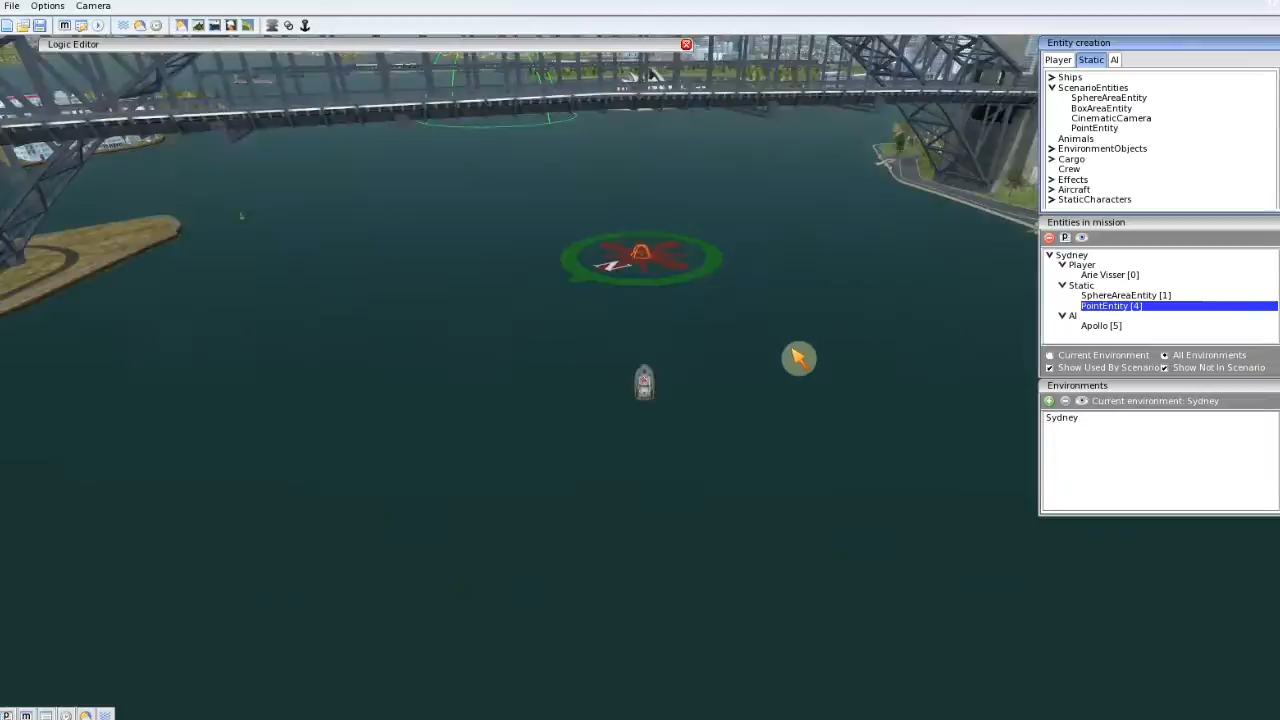 File Options Camera
Logic Editor
Entity creation
Player Static AI
Ships
ScenarioEntities
SphereAreaEntity
BoxAreaEntity
CinematicCamera
PointEntity
Animals
EnvironmentObjects
Cargo
Crew
Effects
Aircraft
StaticCharacters
Entities in mission
P
Sydney
Player
Arie Visser [0]
Static
SphereAreaEntity [1]
PointEntity [4]
AI
Apollo [5]
Current Environment All Environments
Show Used By Scenario Show Not In Scenario
Environments
Current environment: Sydney
Sydney
N